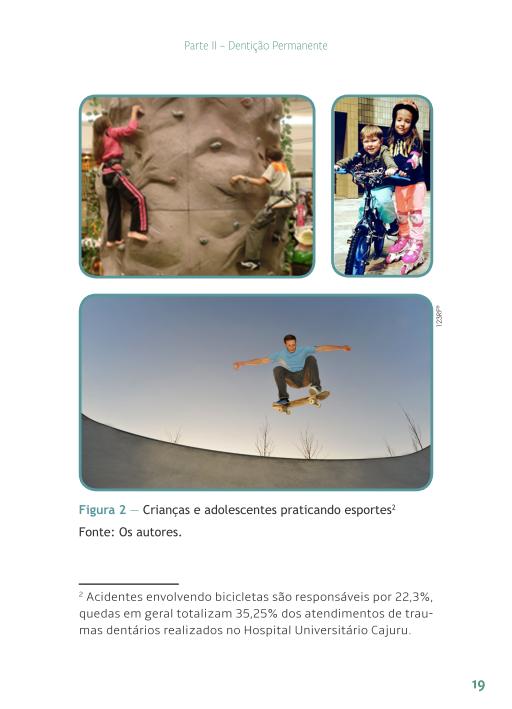 Parte II – Dentição Permanente
123RF®
Figura 2 — Crianças e adolescentes praticando esportes²
Fonte: Os autores.
² Acidentes envolvendo bicicletas são responsáveis por 22,3%,
quedas em geral totalizam 35,25% dos atendimentos de trau-
mas dentários realizados no Hospital Universitário Cajuru.
19